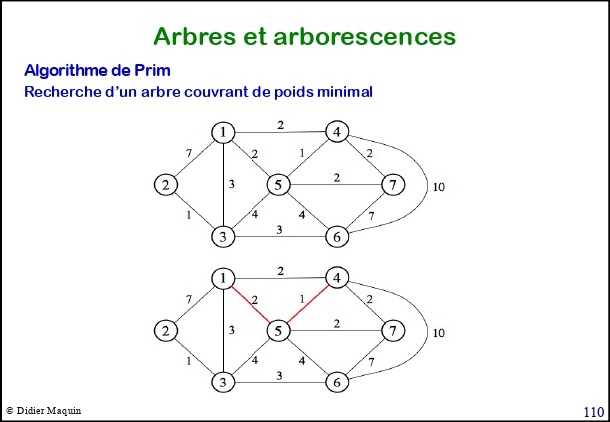 Arbres et arborescences
Algorithme de Prim
Recherche d'un arbre couvrant de poids minimal
2
1 4
7 2 1 2
2 3 5 2 7 10
1 4 4 7
3
3 6
2
1 4
7 2 1 2
2 3 5 2 7 10
1 4 4 7
3
3 6
© Didier Maquin
110